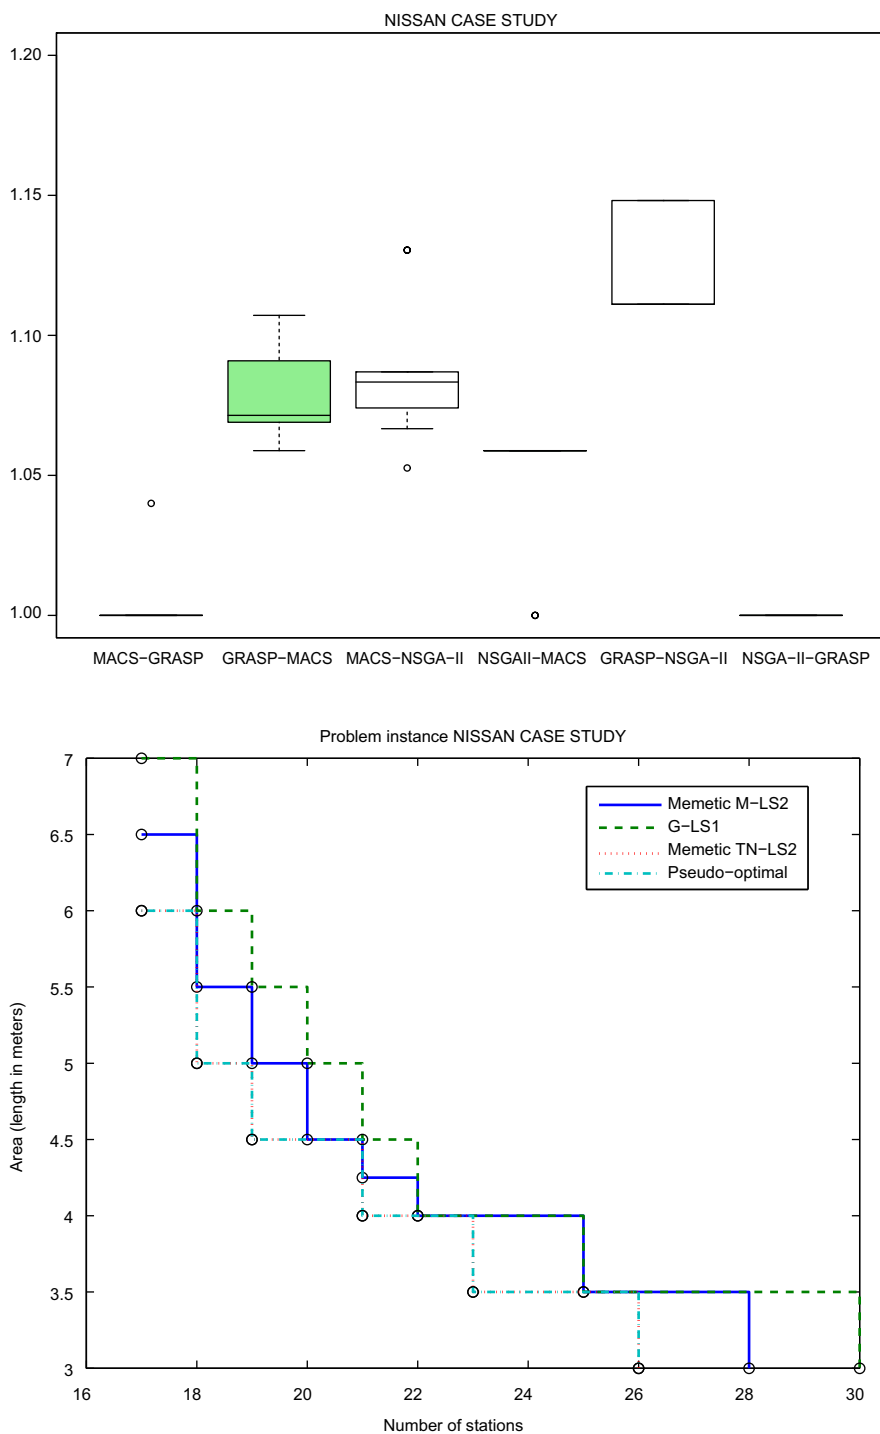 NISSAN CASE STUDY
1.20
1.15
1.10
1.05
1.00
MACS−GRASP GRASP−MACS MACS−NSGA−II NSGAII−MACS GRASP−NSGA−II NSGA−II−GRASP
Problem instance NISSAN CASE STUDY
7
6.5
6
5.5
5
4.5
4
3.5
3
Area (length in meters)
Memetic M−LS2
G−LS1
Memetic TN−LS2
Pseudo−optimal
16 18 20 22 24 26 28 30
Number of stations